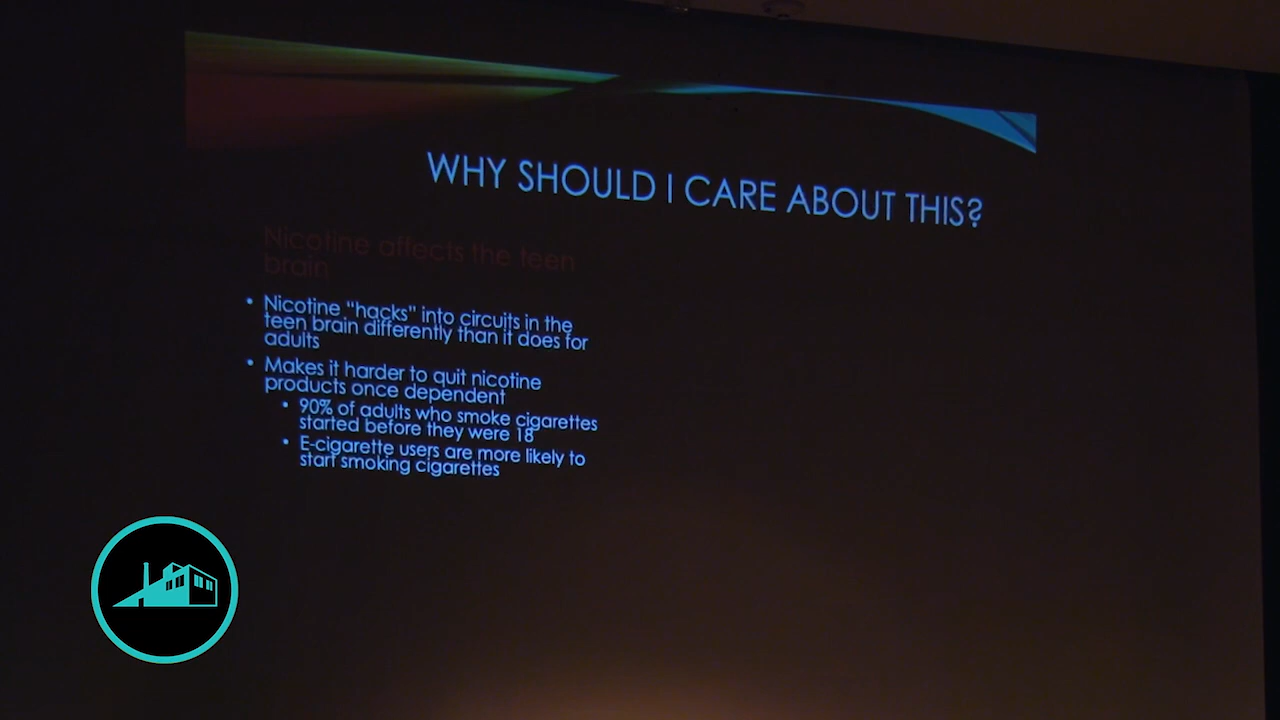 WHY SHOULD I CARE ABOUT THIS?
Nicotine affects the teen
brain
• Nicotine “hacks” into circuits in the
teen brain differently than it does for
adults
• Makes it harder to quit nicotine
products once dependent
• 90% of adults who smoke cigarettes
started before they were 18
• E-cigarette users are more likely to
start smoking cigarettes